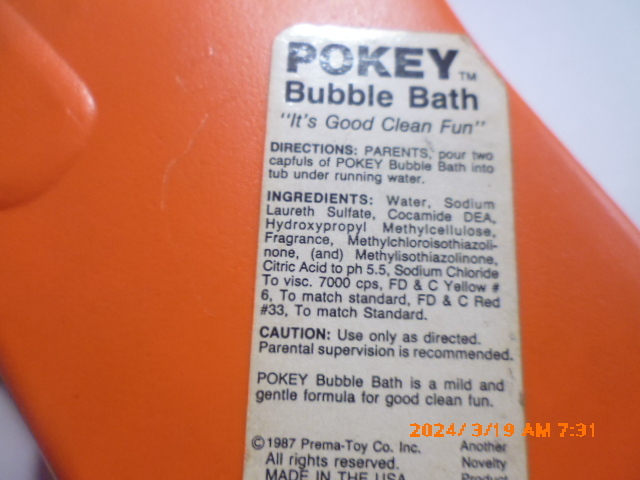 POKEY™
Bubble Bath
"It's Good Clean Fun"
DIRECTIONS: PARENTS, pour two
capfuls of POKEY Bubble Bath into
tub under running water.
INGREDIENTS: Water, Sodium
Laureth Sulfate, Cocamide DEA,
Hydroxypropyl Methylcellulose,
Fragrance, Methylchloroisothiazoli-
none, (and) Methylisothiazolinone,
Citric Acid to ph 5.5, Sodium Chloride
To visc. 7000 cps, FD & C Yellow #
6, To match standard, FD & C Red
#33, To match Standard.
CAUTION: Use only as directed.
Parental supervision is recommended.
POKEY Bubble Bath is a mild and
gentle formula for good clean fun.
2024/ 3/19 AM 7:31
©1987 Prema-Toy Co. Inc. Another
All rights reserved. Novelty
MADE IN THE USA Product